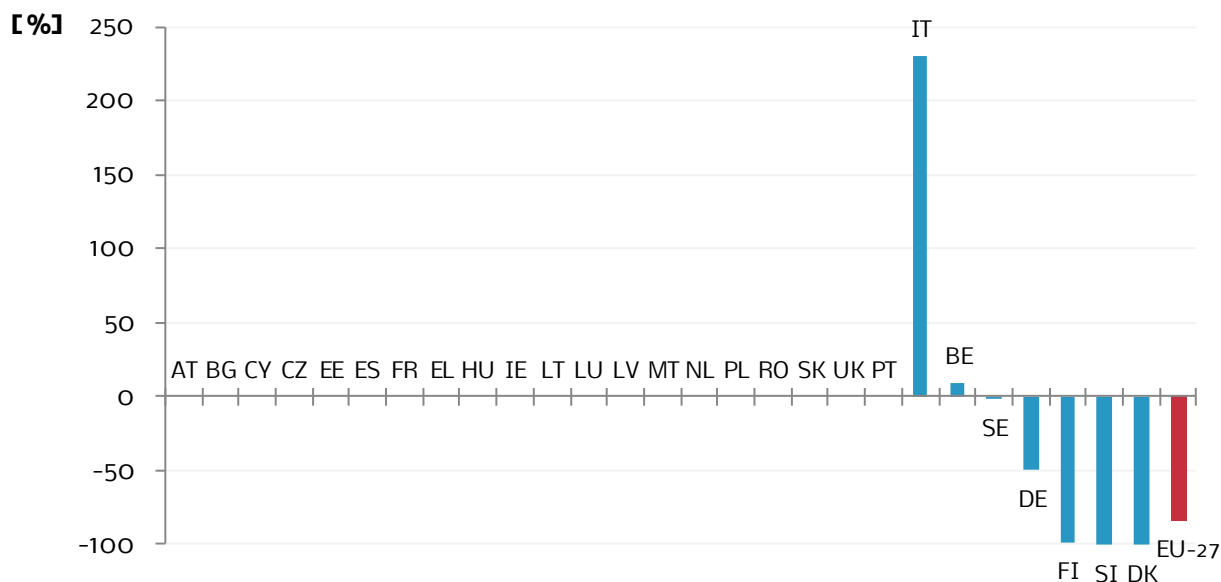 [%]
250
200
150
100
50
0
-50
-100
AT BG CY CZ EE ES FR EL HU IE LT LU LV MT NL PL RO SK UK PT
IT
BE
SE
DE
FI
SI
DK
EU-27